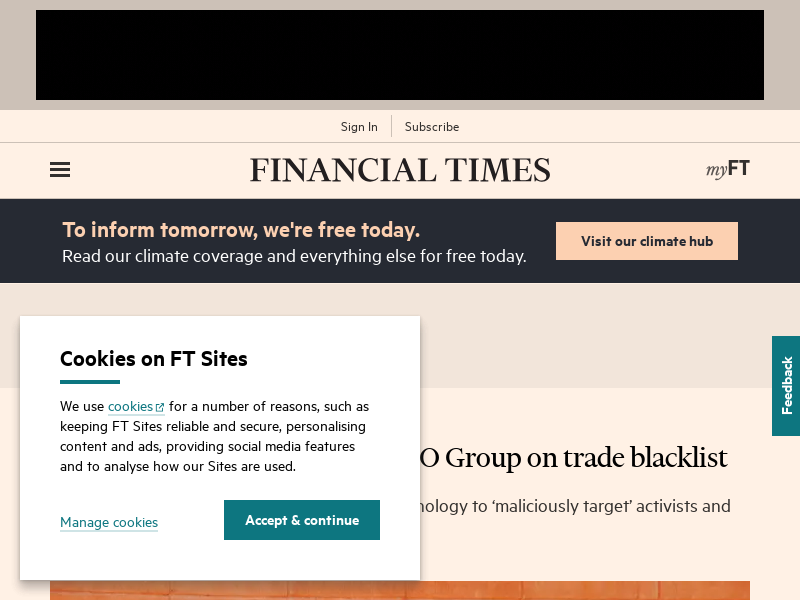 Sign In
Subscribe
FINANCIAL TIMES
myFT
To inform tomorrow, we're free today.
Read our climate coverage and everything else for free today.
Visit our climate hub
Feedback
Cookies on FT Sites
We use cookies for a number of reasons, such as
keeping FT Sites reliable and secure, personalising
content and ads, providing social media features
and to analyse how our Sites are used.
Manage cookies
Accept & continue
Group on trade blacklist
to ‘maliciously target’ activists and